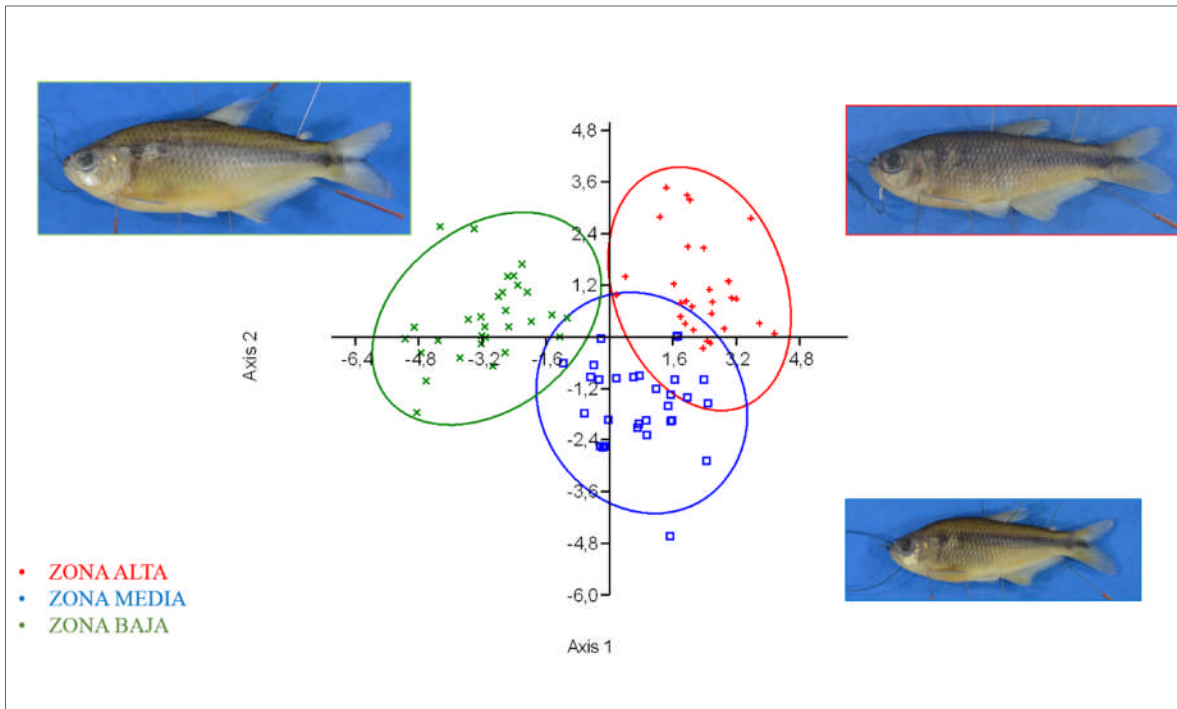 4,8
3,6
2,4
1,2
-6,4 -4,8 -3,2 -1,6 1,6 3,2 4,8
-1,2
-2,4
-3,6
-4,8
-6,0
Axis 2
Axis 1
• ZONA ALTA
• ZONA MEDIA
• ZONA BAJA